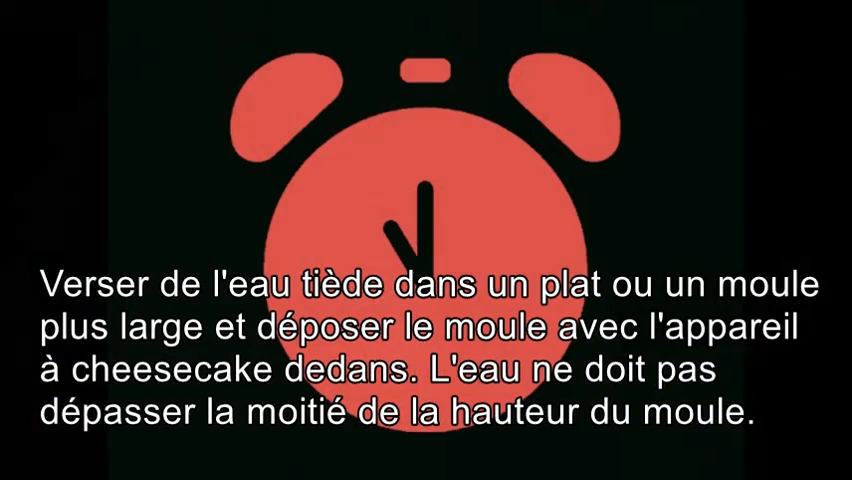 Verser de l'eau tiède dans un plat ou un moule
plus large et déposer le moule avec l'appareil
à cheesecake dedans. L'eau ne doit pas
dépasser la moitié de la hauteur du moule.